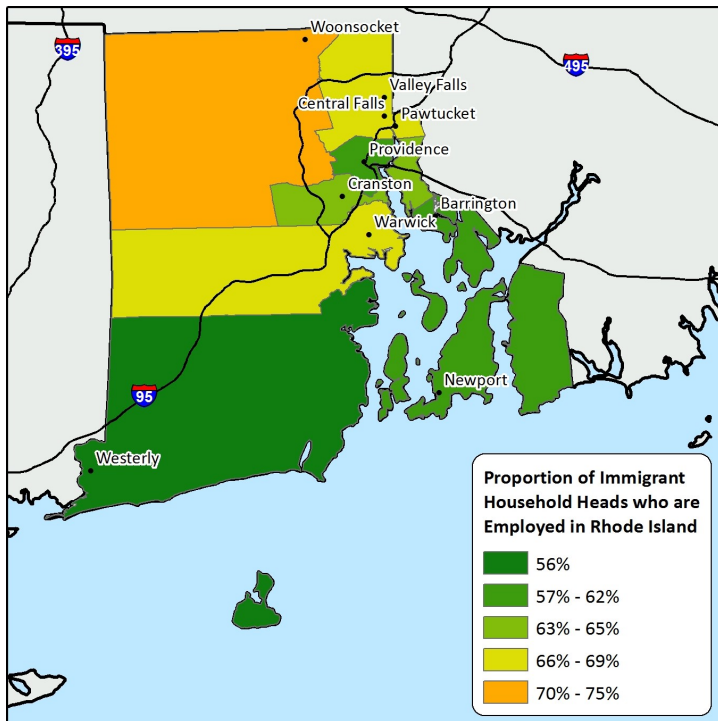 Woonsocket
395
495
Valley Falls
Central Falls
Pawtucket
Providence
Cranston
Barrington
Warwick
Newport
95
Westerly
Proportion of Immigrant
Household Heads who are
Employed in Rhode Island
56%
57% - 62%
63% - 65%
66% - 69%
70% - 75%